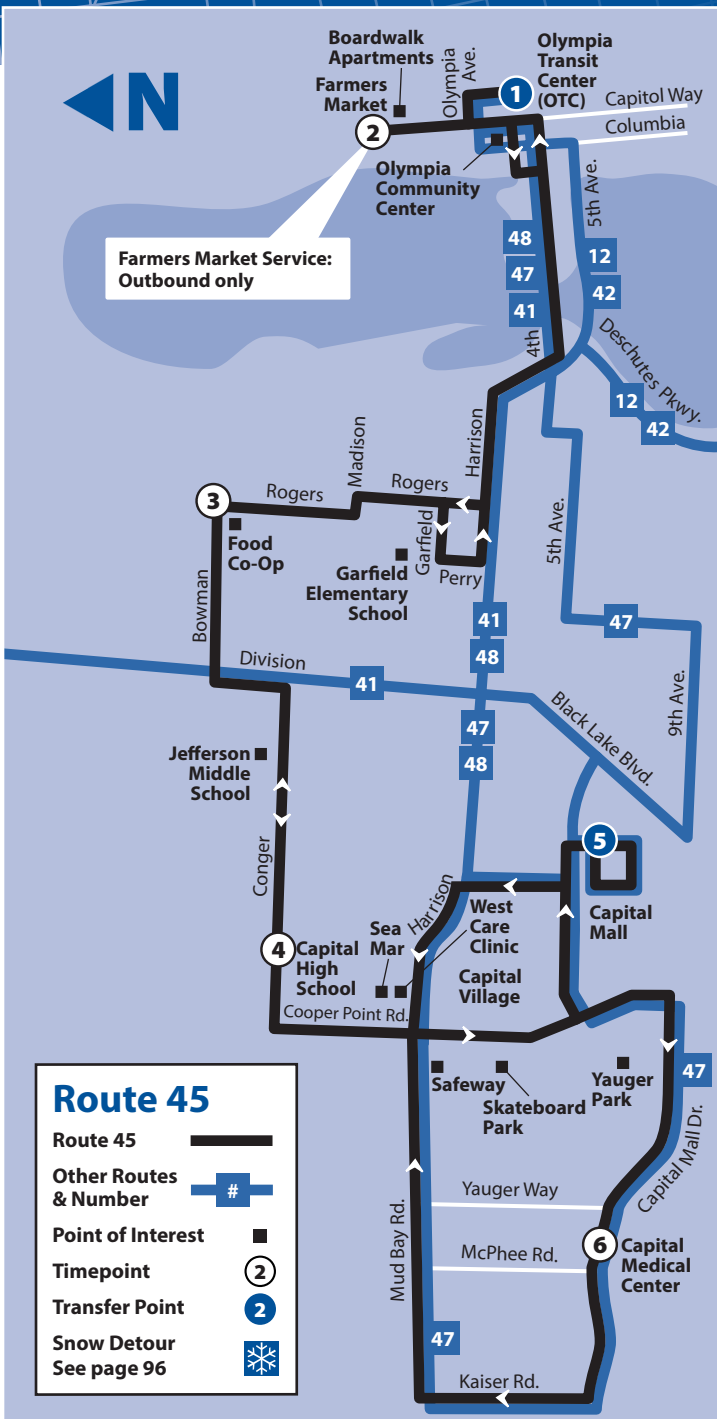 N
Boardwalk
Apartments
Farmers
Market
Olympia
Ave.
Olympia
Transit
Center
(OTC)
1
2
Capitol Way
Columbia
Olympia
Community
Center
Farmers Market Service:
Outbound only
48
47
41
4th
5th Ave.
12
42
Deschutes Pkwy.
12
42
Harrison
Madison
Rogers
Rogers
3
Food
Co-Op
Garfield
Perry
Garfield
Elementary
School
Bowman
5th Ave.
47
9th Ave.
41
48
Division
41
Black Lake Blvd.
47
48
Jefferson
Middle
School
Conger
5
Capital
Mall
Harrison
West
Care
Clinic
Sea
Mar
4
Capital
High
School
Capital
Village
Cooper Point Rd.
Safeway
Skateboard
Park
Yauger
Park
47
Capital Mall Dr.
Yauger Way
McPhee Rd.
Mud Bay Rd.
6
Capital
Medical
Center
47
Kaiser Rd.
Route 45
Route 45
Other Routes
& Number
#
Point of Interest
Timepoint
2
Transfer Point
2
Snow Detour
See page 96